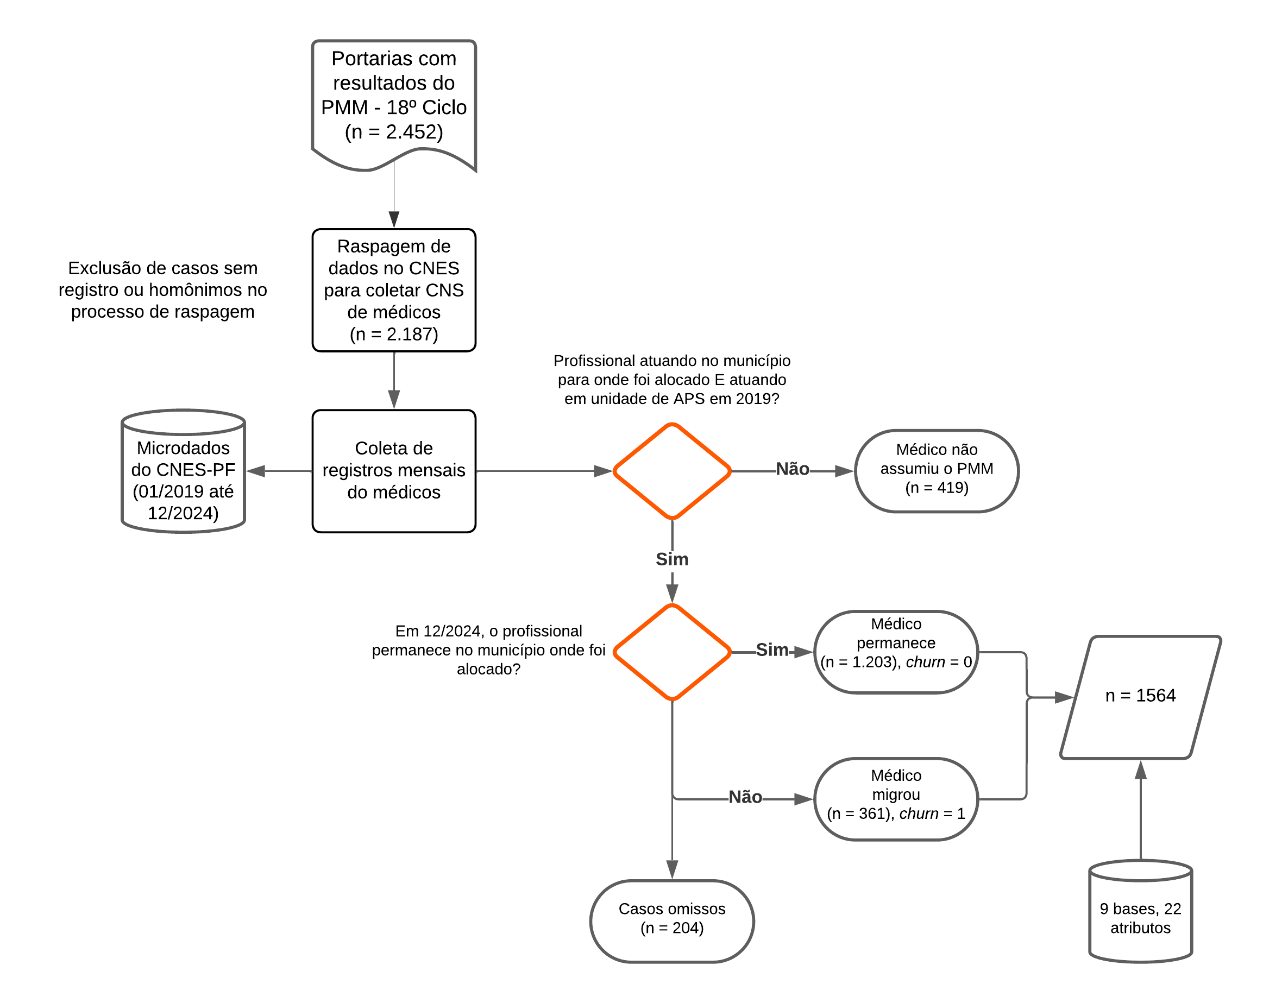 Portarias com
resultados do
PMM - 18º Ciclo
(n = 2.452)
Exclusão de casos sem
registro ou homônimos no
processo de raspagem
Raspagem de
dados no CNES
para coletar CNS
de médicos
(n = 2.187)
Microdados
do CNES-PF
(01/2019 até
12/2024)
Coleta de
registros mensais
do médicos
Profissional atuando no município
para onde foi alocado E atuando
em unidade de APS em 2019?
Não
Médico não
assumiu o PMM
(n = 419)
Sim
Em 12/2024, o profissional
permanece no município onde foi
alocado?
Sim
Médico
permanece
(n = 1.203), churn = 0
n = 1564
Não
Médico
migrou
(n = 361), churn = 1
Casos omissos
(n = 204)
9 bases, 22
atributos